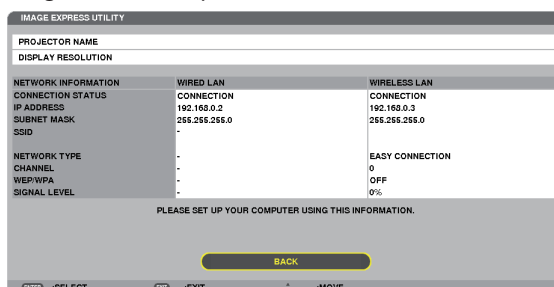 IMAGE EXPRESS UTILITY
PROJECTOR NAME
DISPLAY RESOLUTION
NETWORK INFORMATION WIRED LAN WIRELESS LAN
CONNECTION STATUS CONNECTION CONNECTION
IP ADDRESS 192.168.0.2 192.168.0.3
SUBNET MASK 255.255.255.0 255.255.255.0
SSID -
NETWORK TYPE - EASY CONNECTION
CHANNEL - 0
WEP/WPA - OFF
SIGNAL LEVEL - 0%
PLEASE SET UP YOUR COMPUTER USING THIS INFORMATION.
BACK
ENTER :SELECT EXIT :EXIT :MOVE